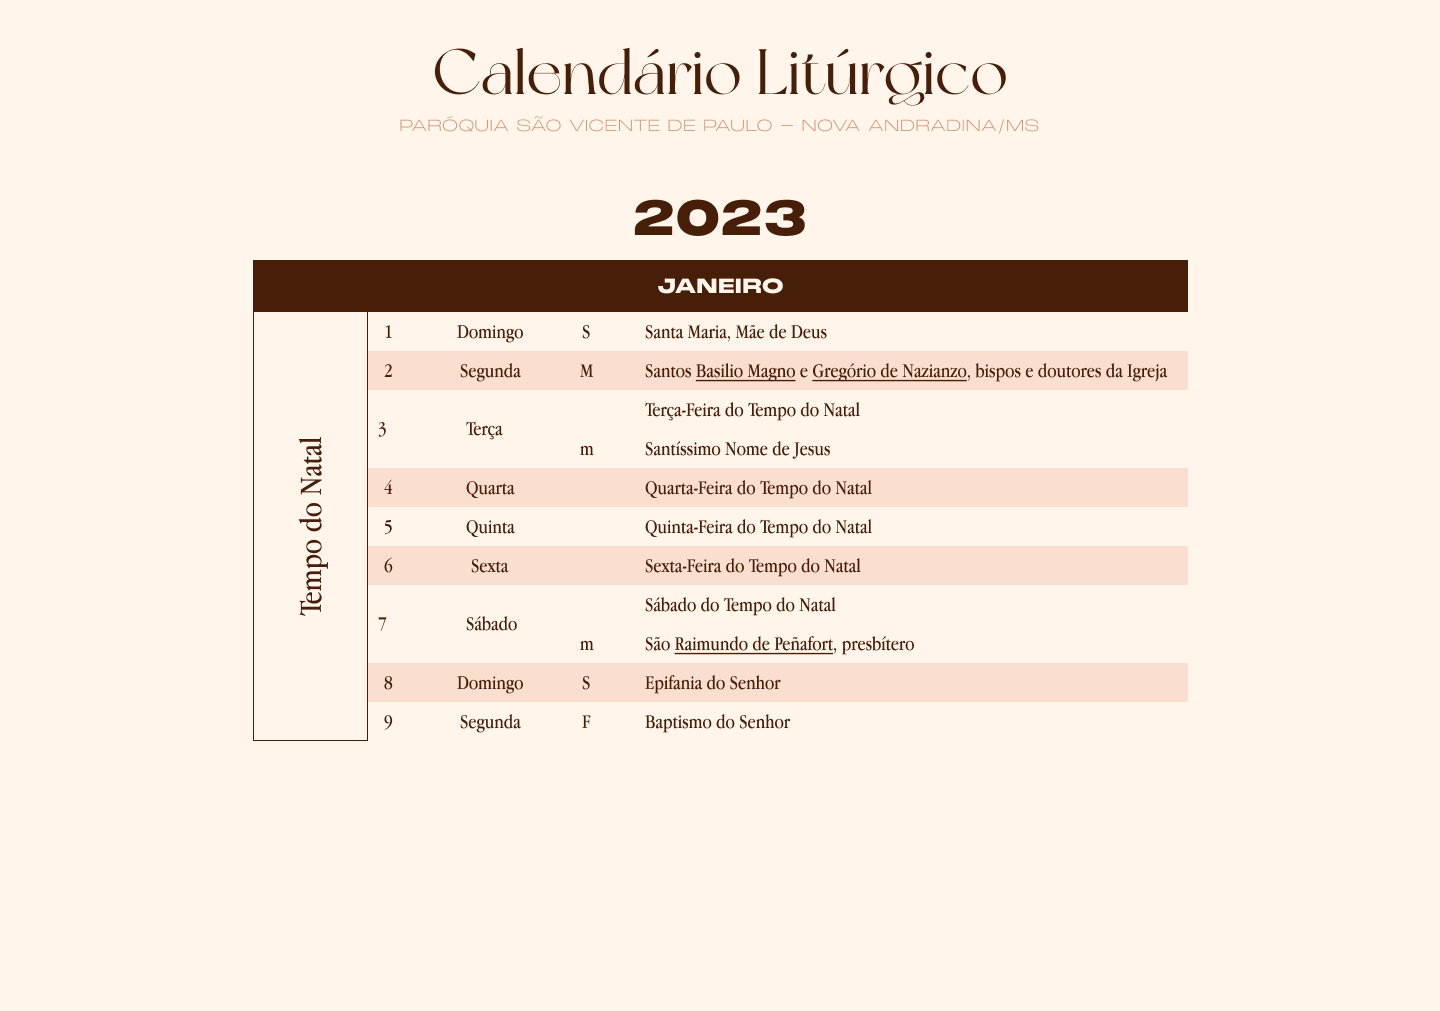 Calendário Litúrgico
PARÓQUIA SÃO VICENTE DE PAULO – NOVA ANDRADINA/MS
2023
JANEIRO
Tempo do Natal
1 Domingo S Santa Maria, Mãe de Deus
2 Segunda M Santos Basilio Magno e Gregório de Nazianzo, bispos e doutores da Igreja
3 Terça Terça-Feira do Tempo do Natal
m Santíssimo Nome de Jesus
4 Quarta Quarta-Feira do Tempo do Natal
5 Quinta Quinta-Feira do Tempo do Natal
6 Sexta Sexta-Feira do Tempo do Natal
7 Sábado Sábado do Tempo do Natal
m São Raimundo de Peñafort, presbítero
8 Domingo S Epifania do Senhor
9 Segunda F Baptismo do Senhor